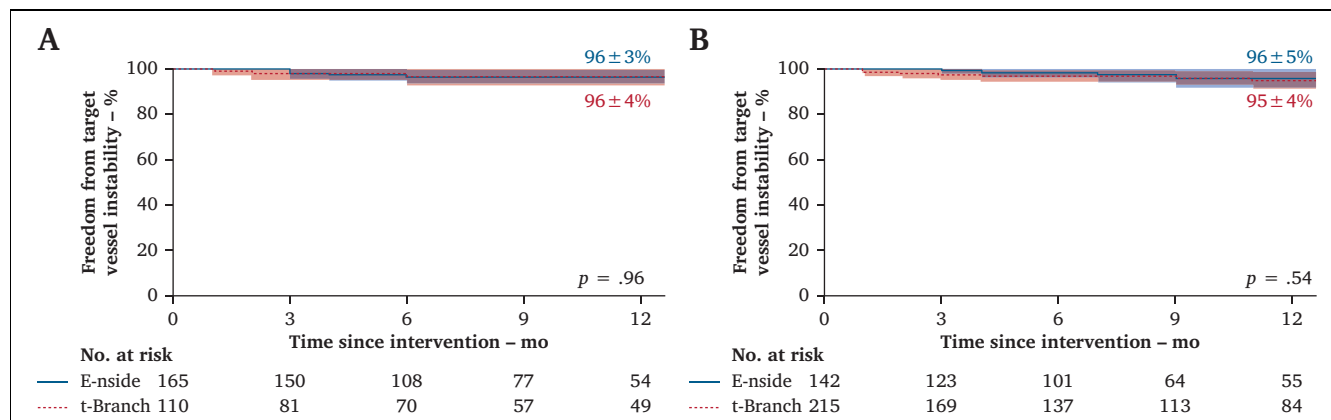 A
96 ± 3%
96 ± 4%
Freedom from target
vessel instability – %
100
80
60
40
20
0
p = .96
0 3 6 9 12
Time since intervention – mo
No. at risk
E-nside 165 150 108 77 54
t-Branch 110 81 70 57 49
B
96 ± 5%
95 ± 4%
Freedom from target
vessel instability – %
100
80
60
40
20
0
p = .54
0 3 6 9 12
Time since intervention – mo
No. at risk
E-nside 142 123 101 64 55
t-Branch 215 169 137 113 84